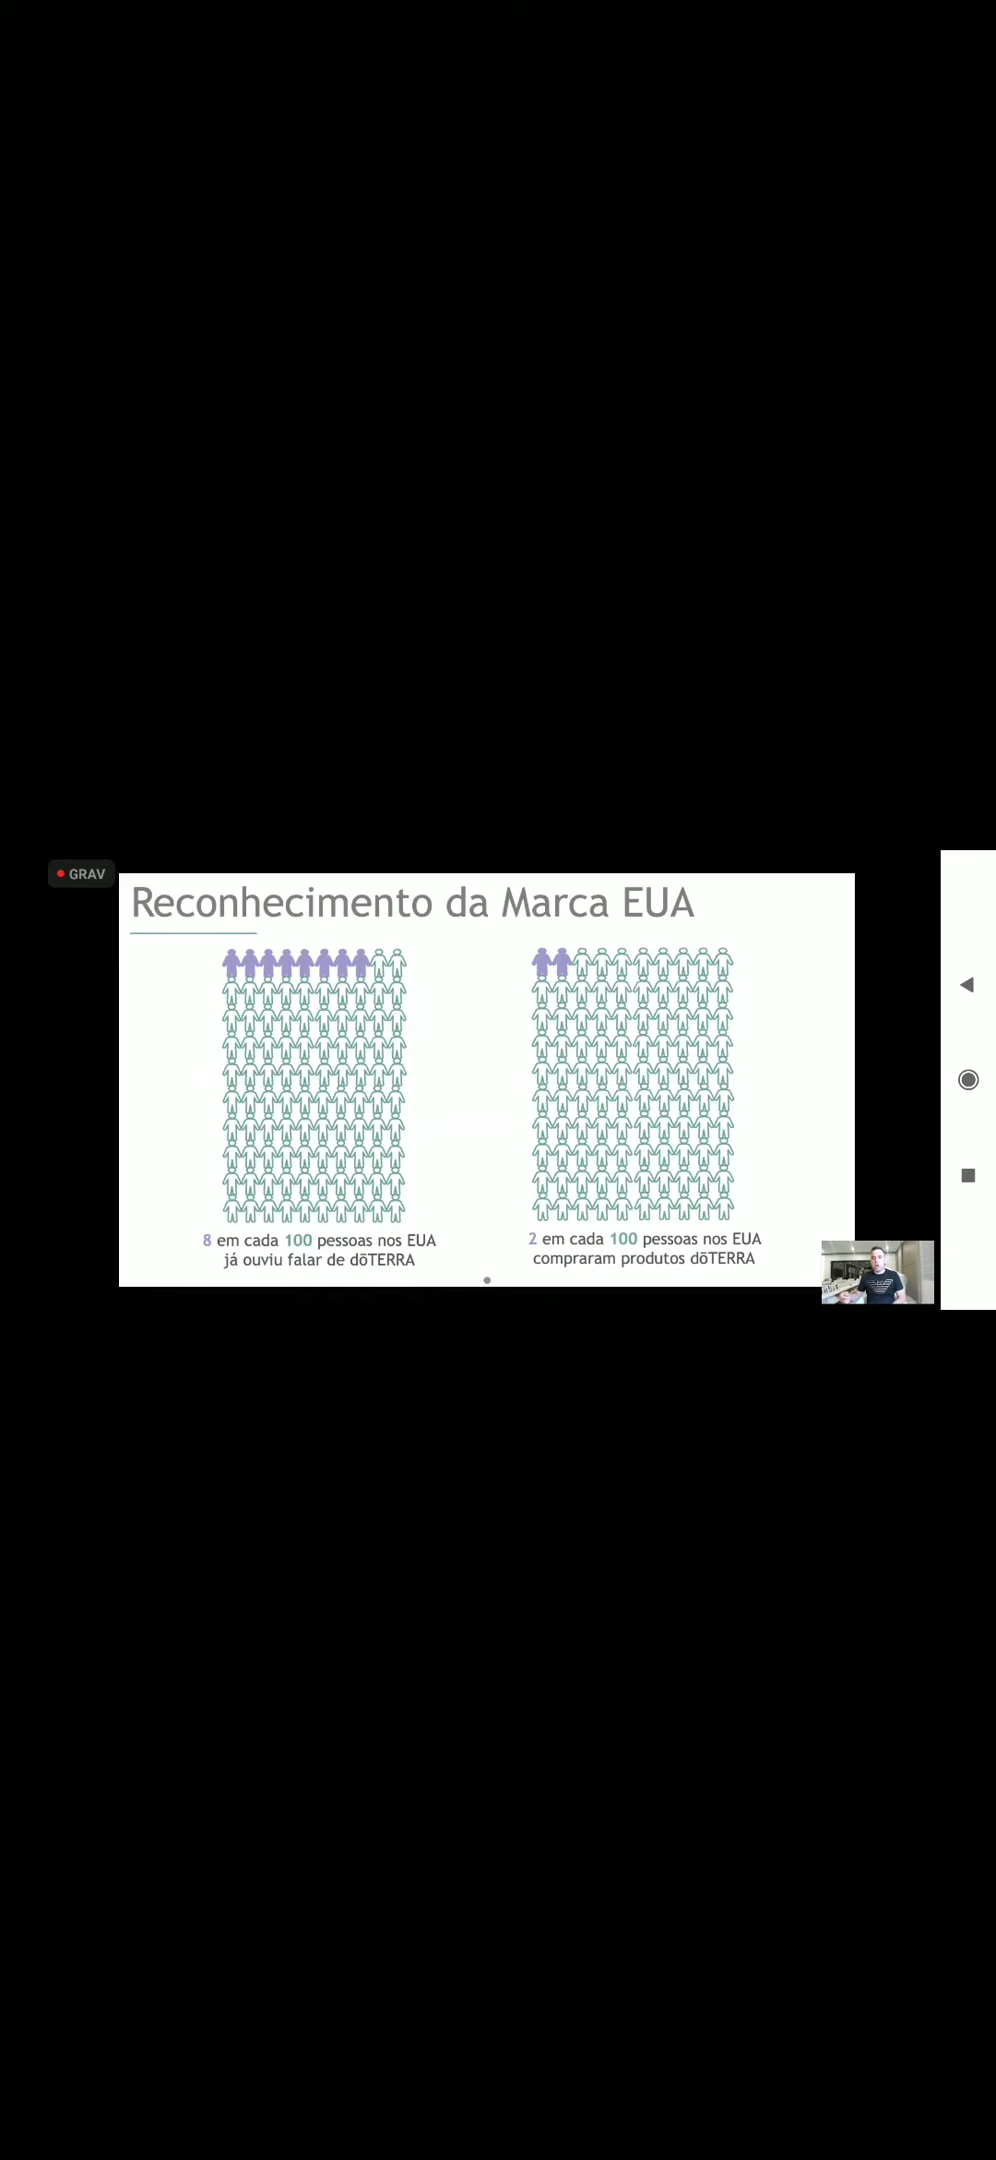 GRAV
Reconhecimento da Marca EUA
8 em cada 100 pessoas nos EUA
já ouviu falar de dōTERRA
2 em cada 100 pessoas nos EUA
compraram produtos dōTERRA